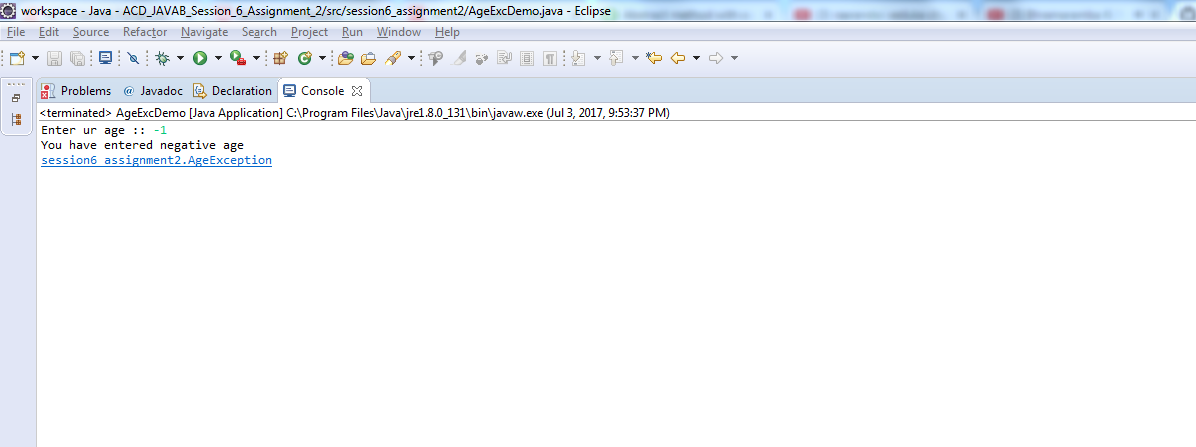 workspace - Java - ACD_JAVAB_Session_6_Assignment_2/src/session6_assignment2/AgeExcDemo.java - Eclipse
File Edit Source Refactor Navigate Search Project Run Window Help
Problems @ Javadoc Declaration Console
<terminated> AgeExcDemo [Java Application] C:\Program Files\Java\jre1.8.0_131\bin\javaw.exe (Jul 3, 2017, 9:53:37 PM)
Enter ur age :: -1
You have entered negative age
session6_assignment2.AgeException